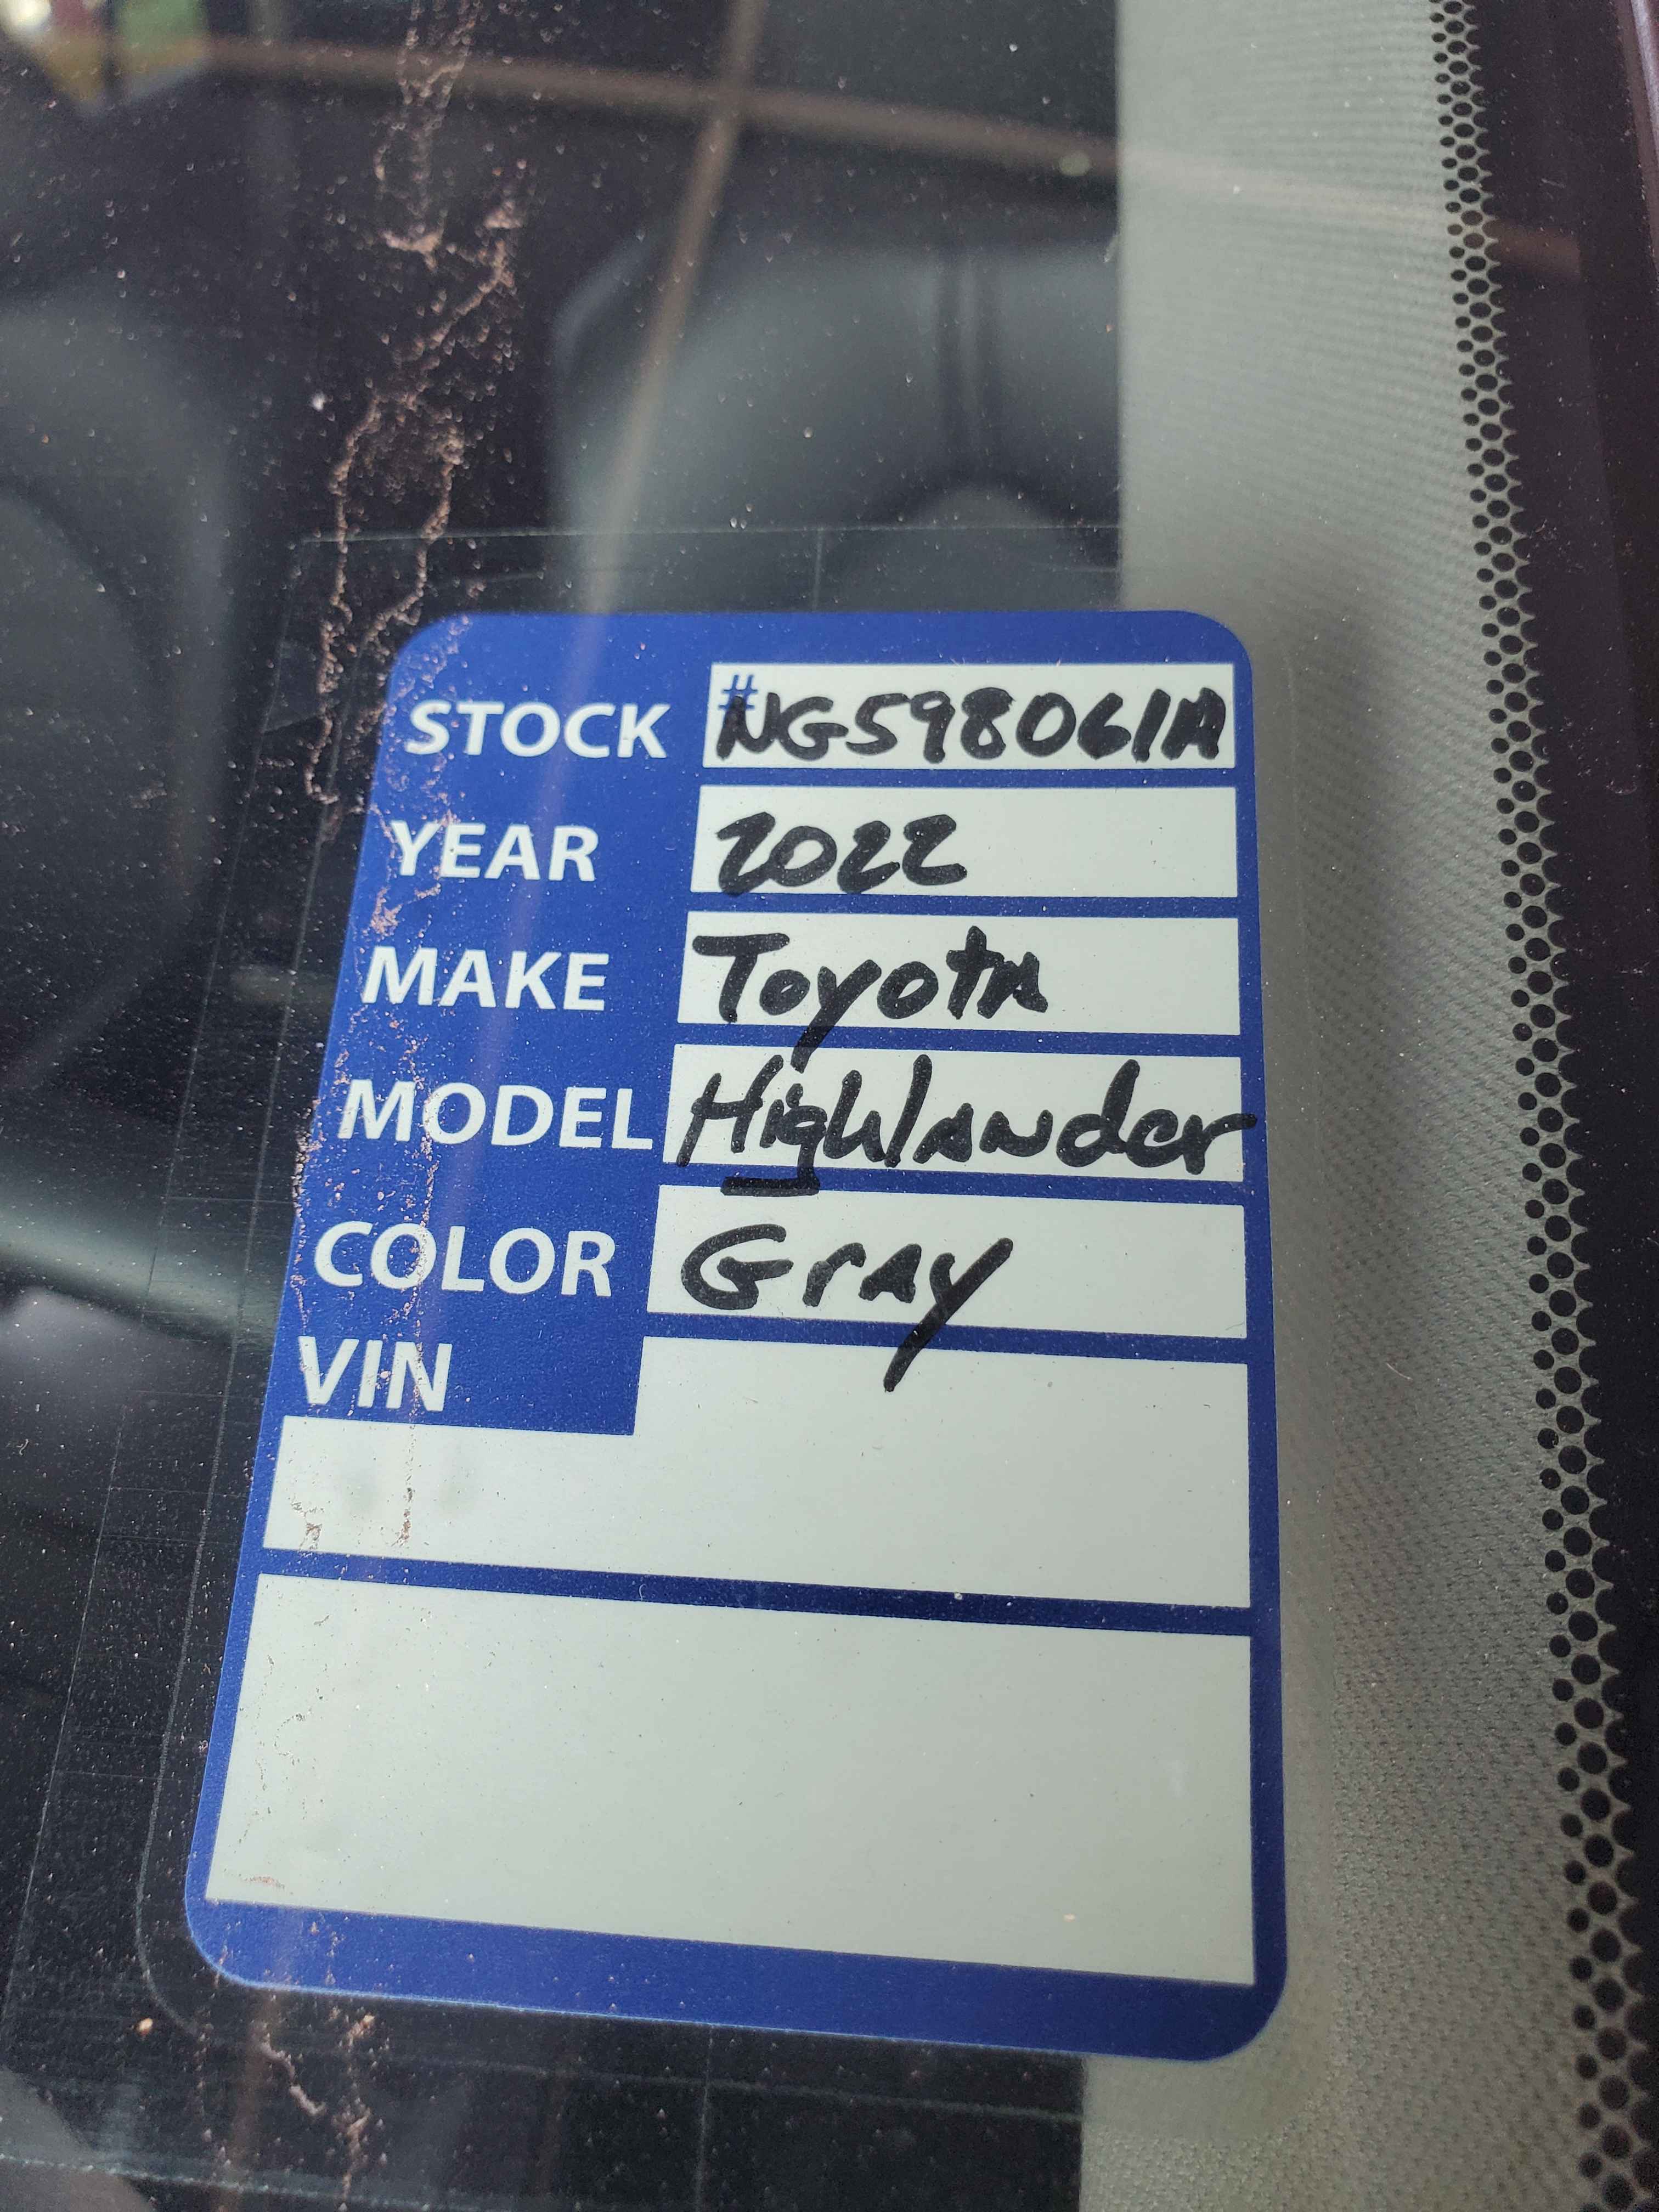 STOCK #NG598061A
YEAR 2022
MAKE Toyota
MODEL Highlander
COLOR Gray
VIN